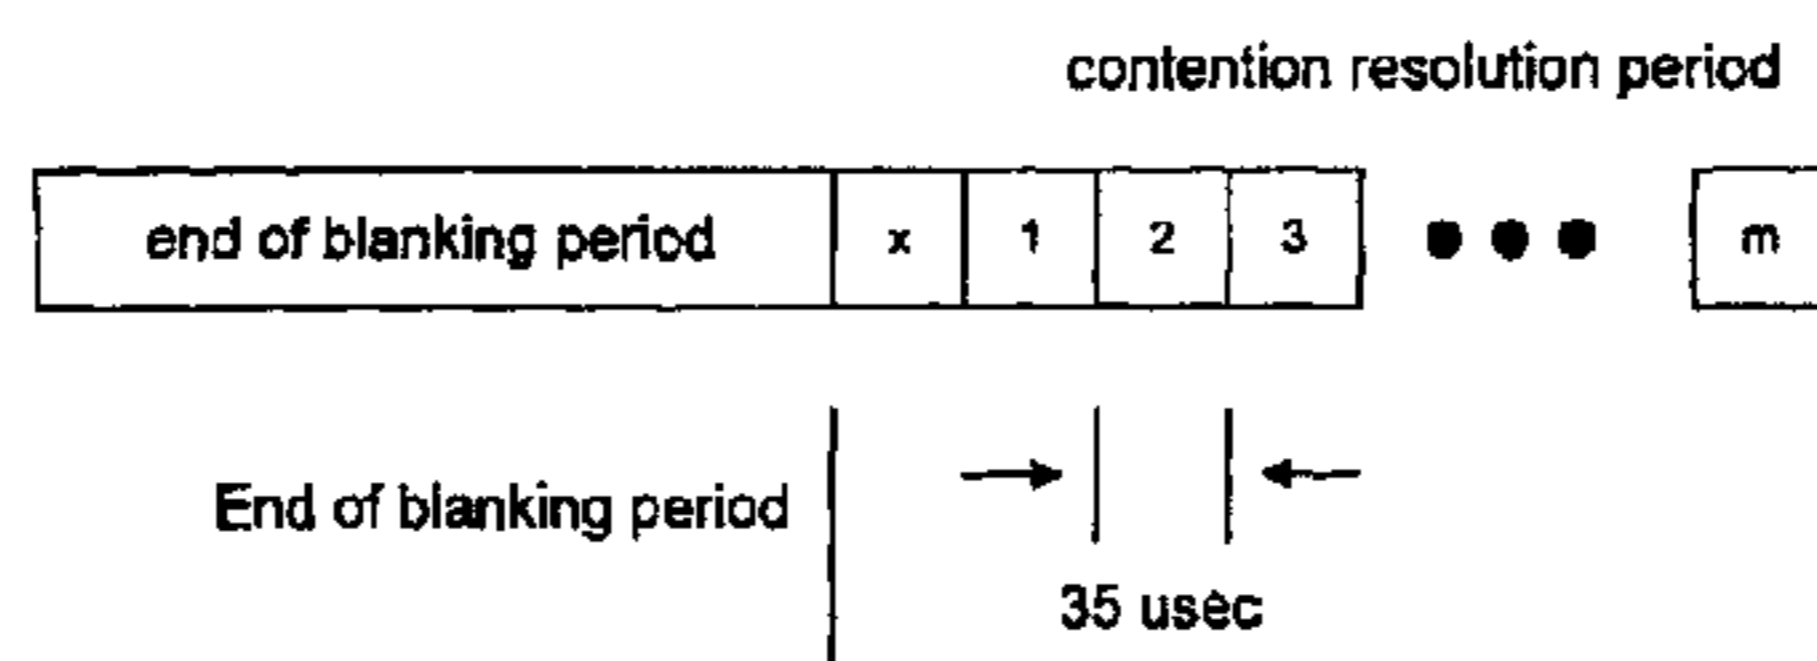 contention resolution period
end of blanking period x 1 2 3 m
End of blanking period
35 usec